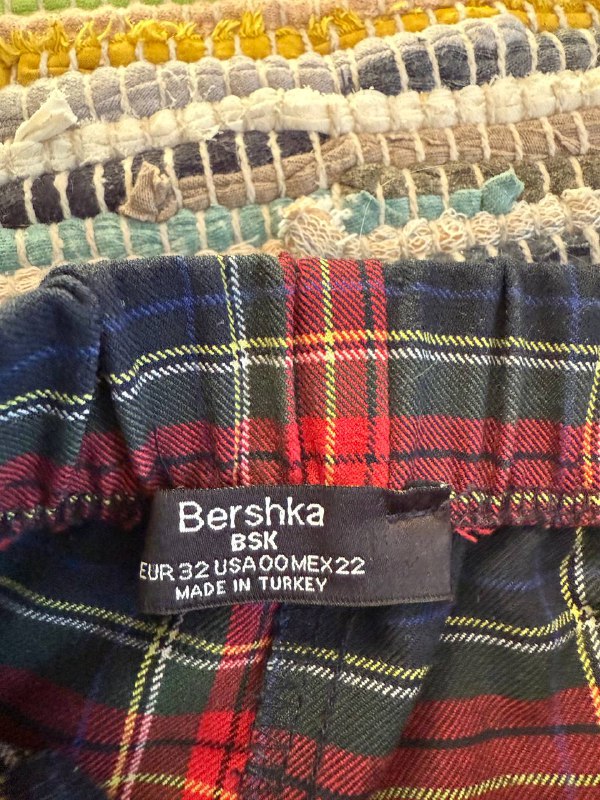 Bershka
BSK
EUR 32 USA 00 MEX 22
MADE IN TURKEY